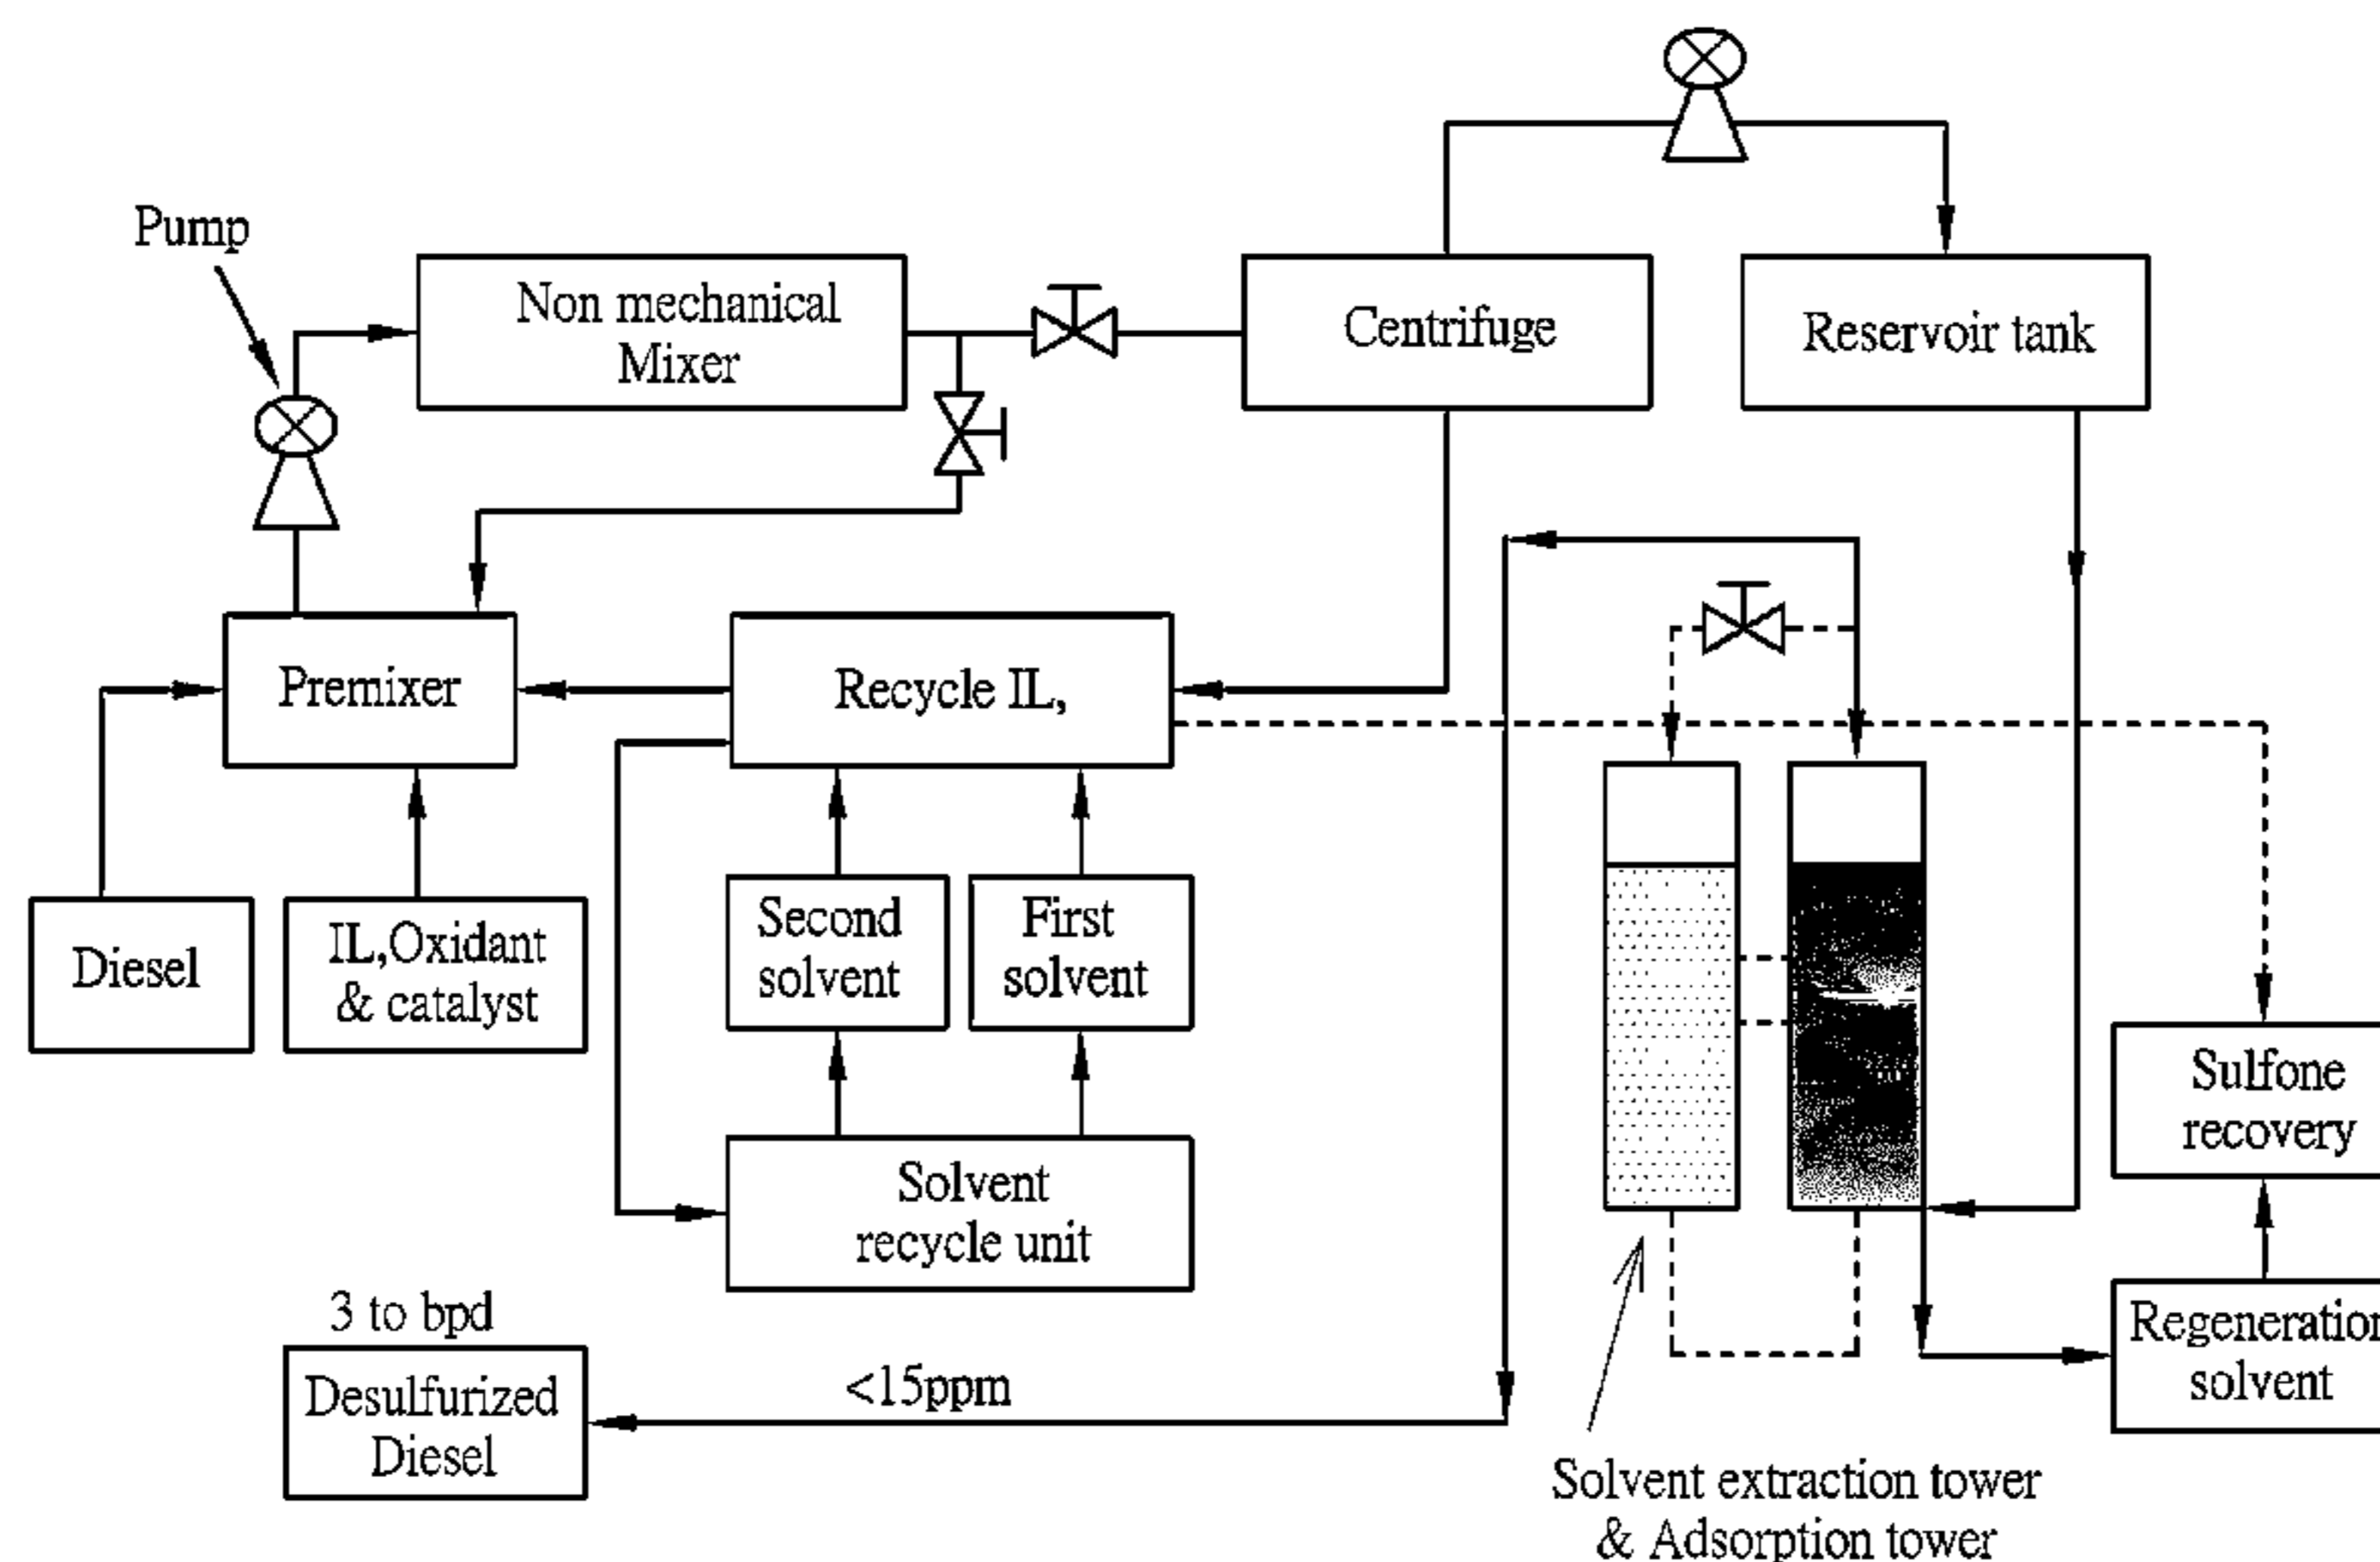 Pump
Non mechanical
Mixer
Centrifuge
Reservoir tank
Premixer
Recycle IL,
Diesel
IL,Oxidant
& catalyst
Second
solvent
First
solvent
Solvent
recycle unit
Sulfone
recovery
Regeneration
solvent
3 to bpd
Desulfurized
Diesel
<15ppm
Solvent extraction tower
& Adsorption tower